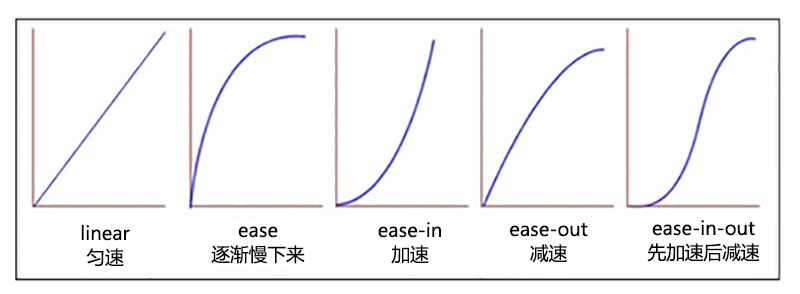 linear
匀速
ease
逐渐慢下来
ease-in
加速
ease-out
减速
ease-in-out
先加速后减速